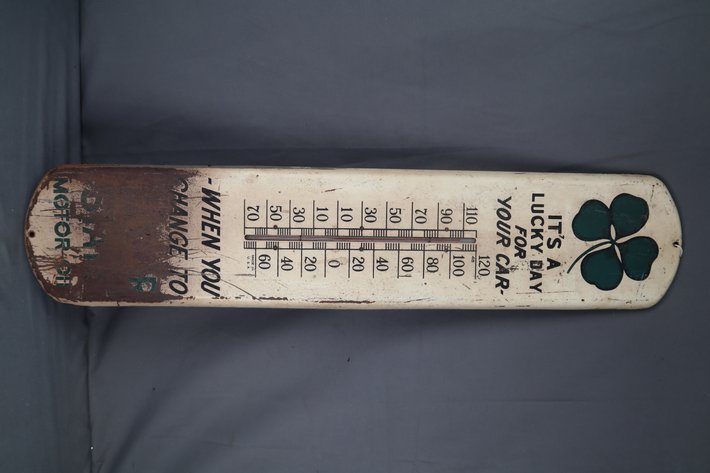 IT'S A
LUCKY DAY
FOR
YOUR CAR-
120
110
100
90
80
70
60
50
40
30
20
10
0
10
20
30
40
50
60
70
-WHEN YOU
CHANGE TO
MOTOR OIL